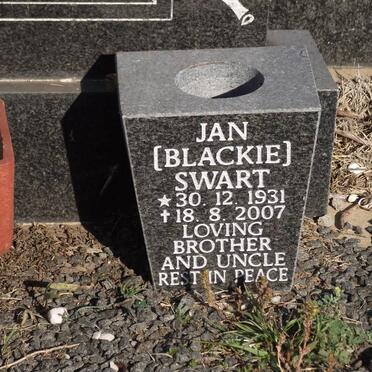 JAN
[BLACKIE]
SWART
★ 30. 12. 1931
✝ 18. 8. 2007
LOVING
BROTHER
AND UNCLE
REST IN PEACE